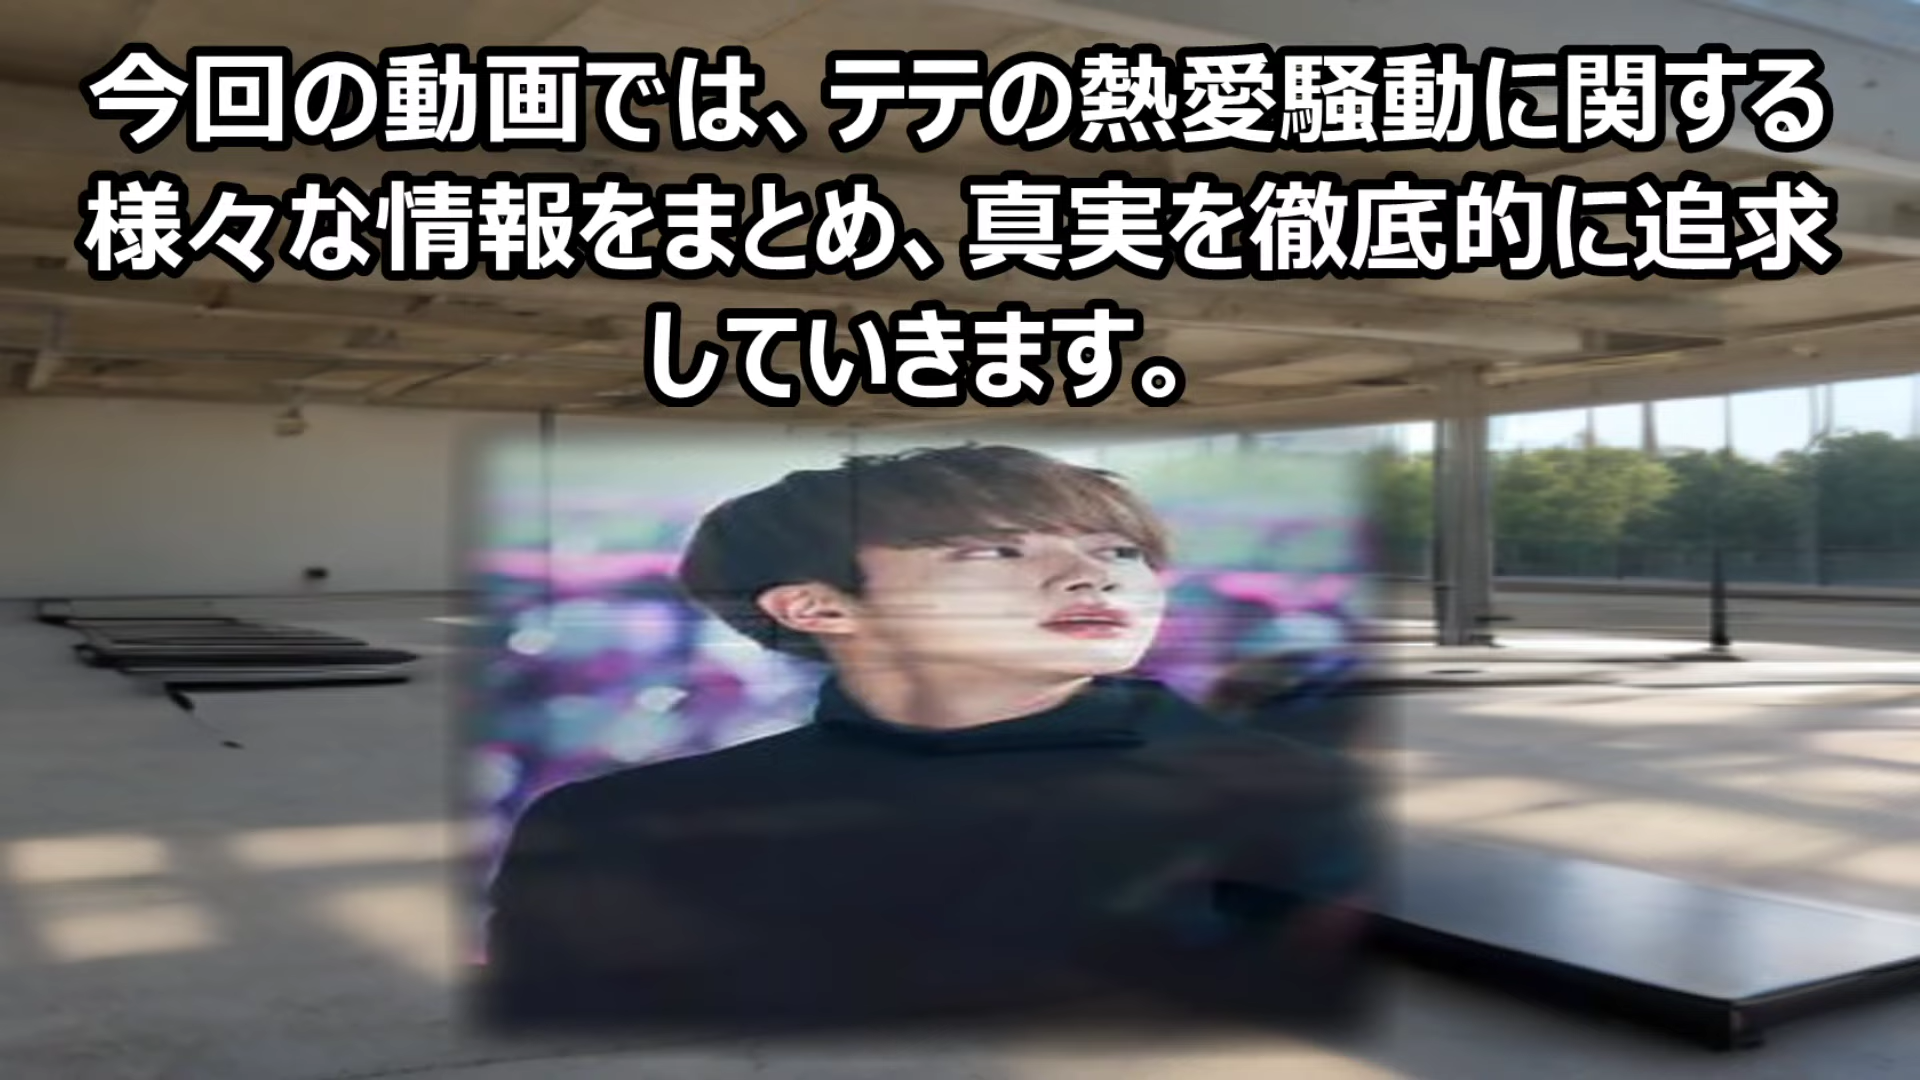 今回の動画では、テテの熱愛騒動に関する
様々な情報をまとめ、真実を徹底的に追求
していきます。